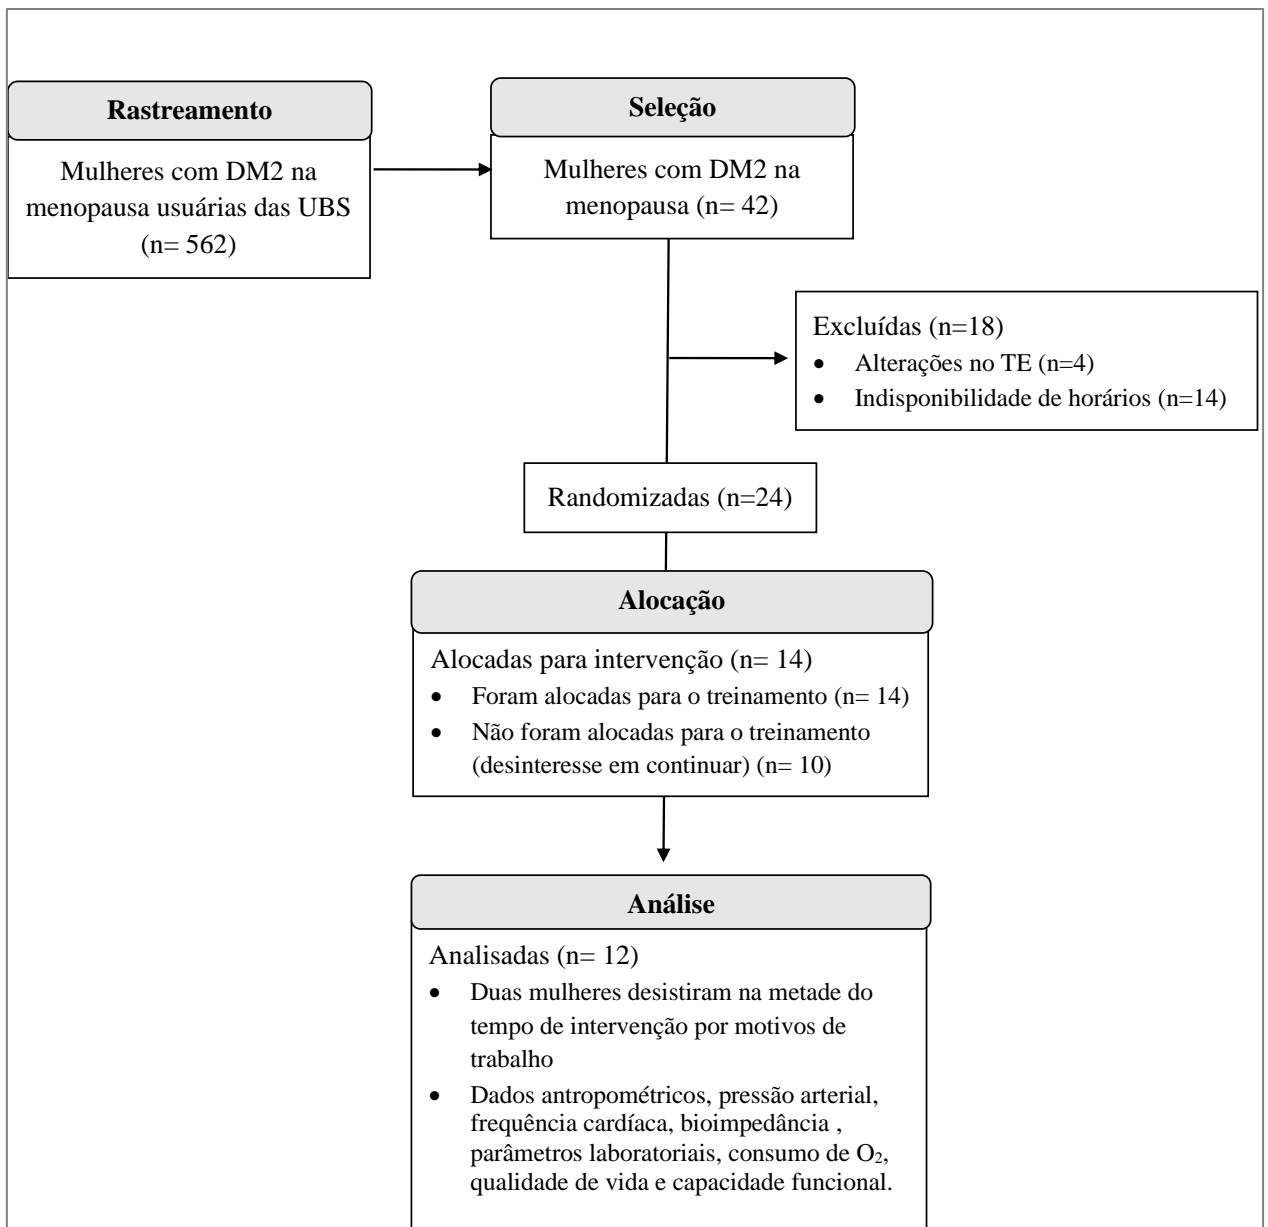 Rastreamento
Mulheres com DM2 na
menopausa usuárias das UBS
(n= 562)
Seleção
Mulheres com DM2 na
menopausa (n= 42)
Excluídas (n=18)
• Alterações no TE (n=4)
• Indisponibilidade de horários (n=14)
Randomizadas (n=24)
Alocação
Alocadas para intervenção (n= 14)
• Foram alocadas para o treinamento (n= 14)
• Não foram alocadas para o treinamento
(desinteresse em continuar) (n= 10)
Análise
Analisadas (n= 12)
• Duas mulheres desistiram na metade do
tempo de intervenção por motivos de
trabalho
• Dados antropométricos, pressão arterial,
frequência cardíaca, bioimpedância ,
parâmetros laboratoriais, consumo de O₂,
qualidade de vida e capacidade funcional.